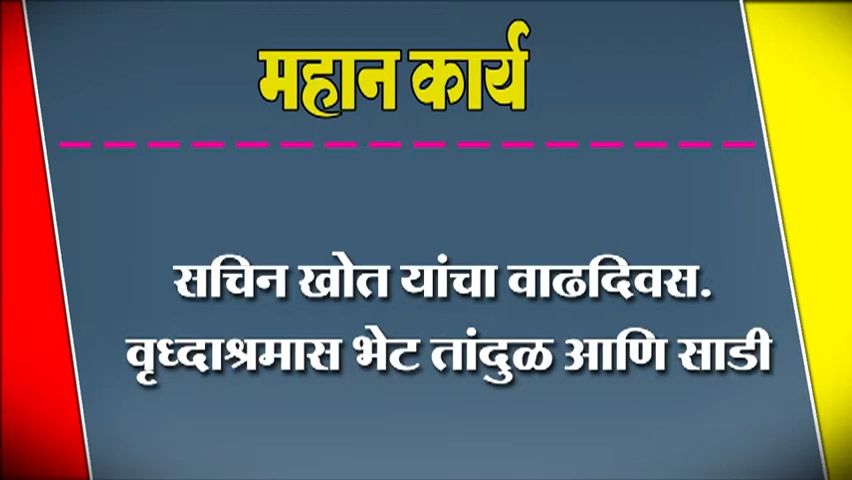 महान कार्य
सचिन खोत यांचा वाढदिवस.
वृध्दाश्रमास भेट तांदुळ आणि साडी